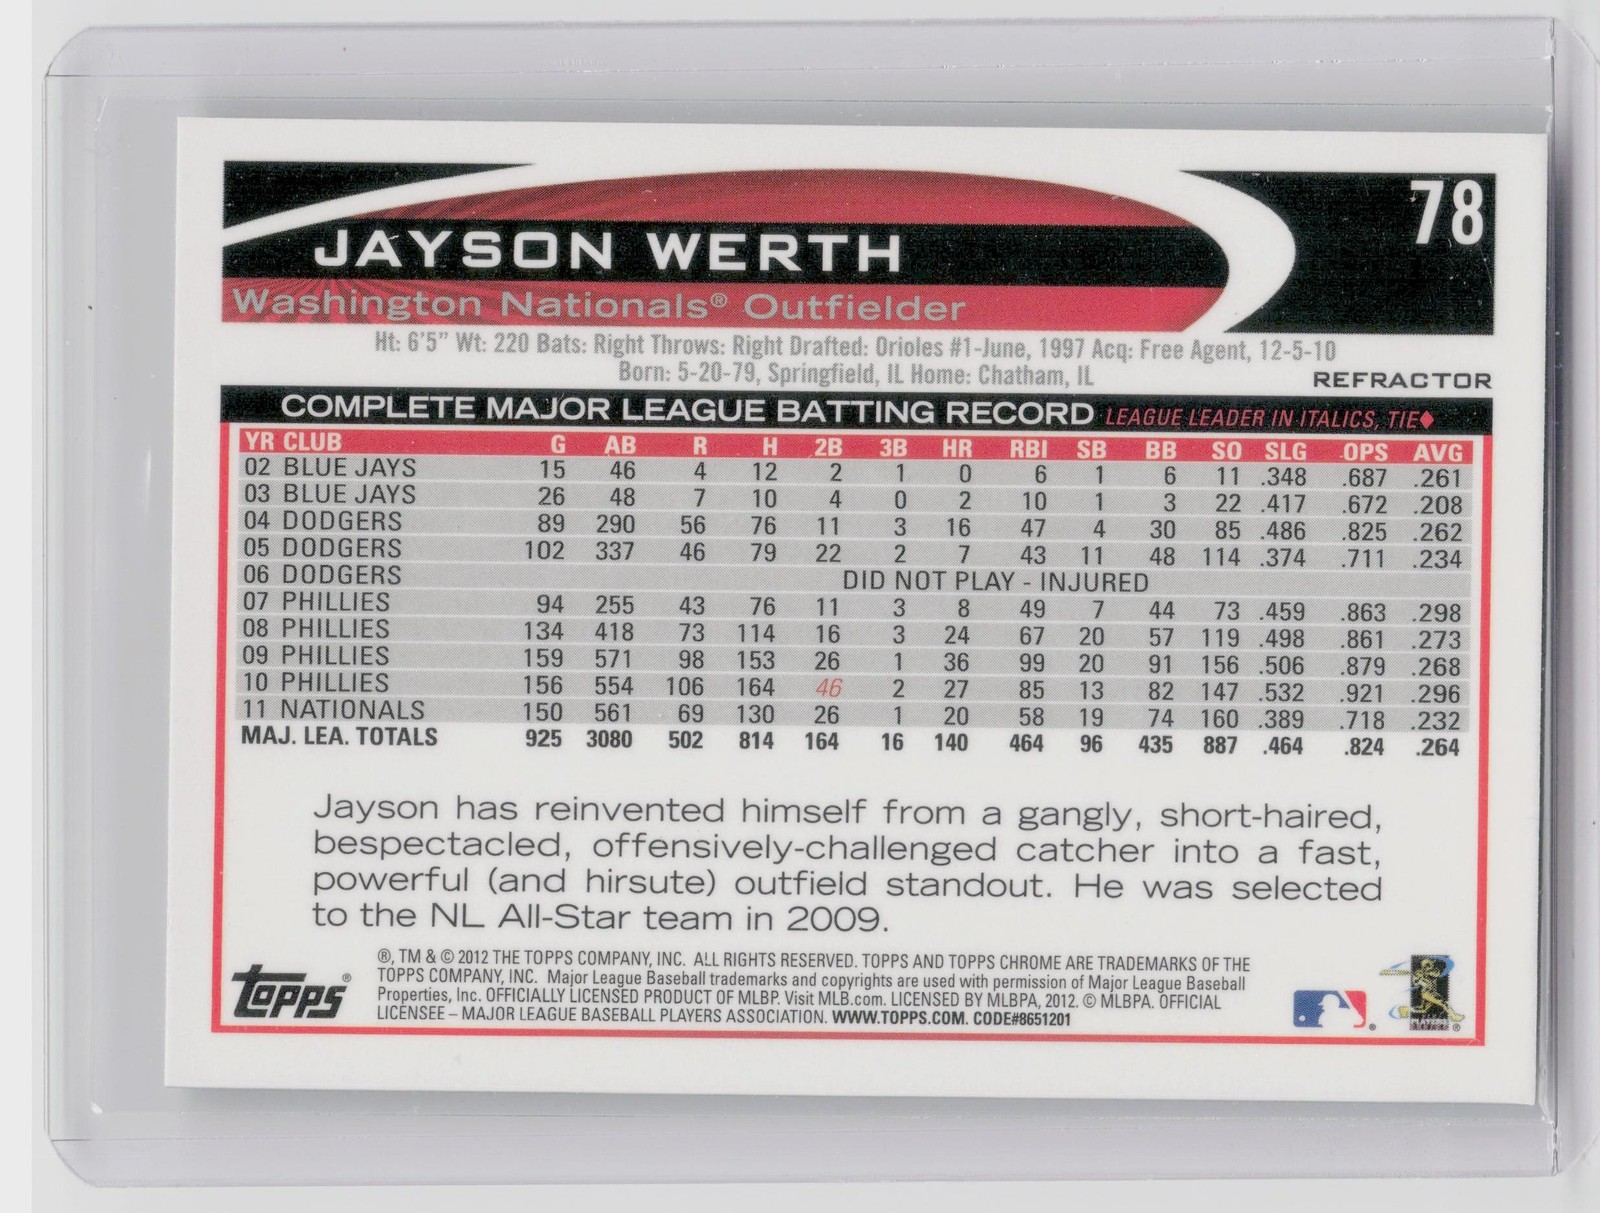 78
JAYSON WERTH
Washington Nationals® Outfielder
Ht: 6'5" Wt: 220 Bats: Right Throws: Right Drafted: Orioles #1-June, 1997 Acq: Free Agent, 12-5-10
Born: 5-20-79, Springfield, IL Home: Chatham, IL
REFRACTOR
COMPLETE MAJOR LEAGUE BATTING RECORD LEAGUE LEADER IN ITALICS, TIE♦
YR CLUB G AB R H 2B 3B HR RBI SB BB SO SLG OPS AVG
02 BLUE JAYS 15 46 4 12 2 1 0 6 1 6 11 .348 .687 .261
03 BLUE JAYS 26 48 7 10 4 0 2 10 1 3 22 .417 .672 .208
04 DODGERS 89 290 56 76 11 3 16 47 4 30 85 .486 .825 .262
05 DODGERS 102 337 46 79 22 2 7 43 11 48 114 .374 .711 .234
06 DODGERS DID NOT PLAY - INJURED
07 PHILLIES 94 255 43 76 11 3 8 49 7 44 73 .459 .863 .298
08 PHILLIES 134 418 73 114 16 3 24 67 20 57 119 .498 .861 .273
09 PHILLIES 159 571 98 153 26 1 36 99 20 91 156 .506 .879 .268
10 PHILLIES 156 554 106 164 46 2 27 85 13 82 147 .532 .921 .296
11 NATIONALS 150 561 69 130 26 1 20 58 19 74 160 .389 .718 .232
MAJ. LEA. TOTALS 925 3080 502 814 164 16 140 464 96 435 887 .464 .824 .264
Jayson has reinvented himself from a gangly, short-haired,
bespectacled, offensively-challenged catcher into a fast,
powerful (and hirsute) outfield standout. He was selected
to the NL All-Star team in 2009.
Topps®
®, TM & © 2012 THE TOPPS COMPANY, INC. ALL RIGHTS RESERVED. TOPPS AND TOPPS CHROME ARE TRADEMARKS OF THE
TOPPS COMPANY, INC. Major League Baseball trademarks and copyrights are used with permission of Major League Baseball
Properties, Inc. OFFICIALLY LICENSED PRODUCT OF MLBP. Visit MLB.com. LICENSED BY MLBPA, 2012. © MLBPA. OFFICIAL
LICENSEE – MAJOR LEAGUE BASEBALL PLAYERS ASSOCIATION. WWW.TOPPS.COM. CODE#8651201